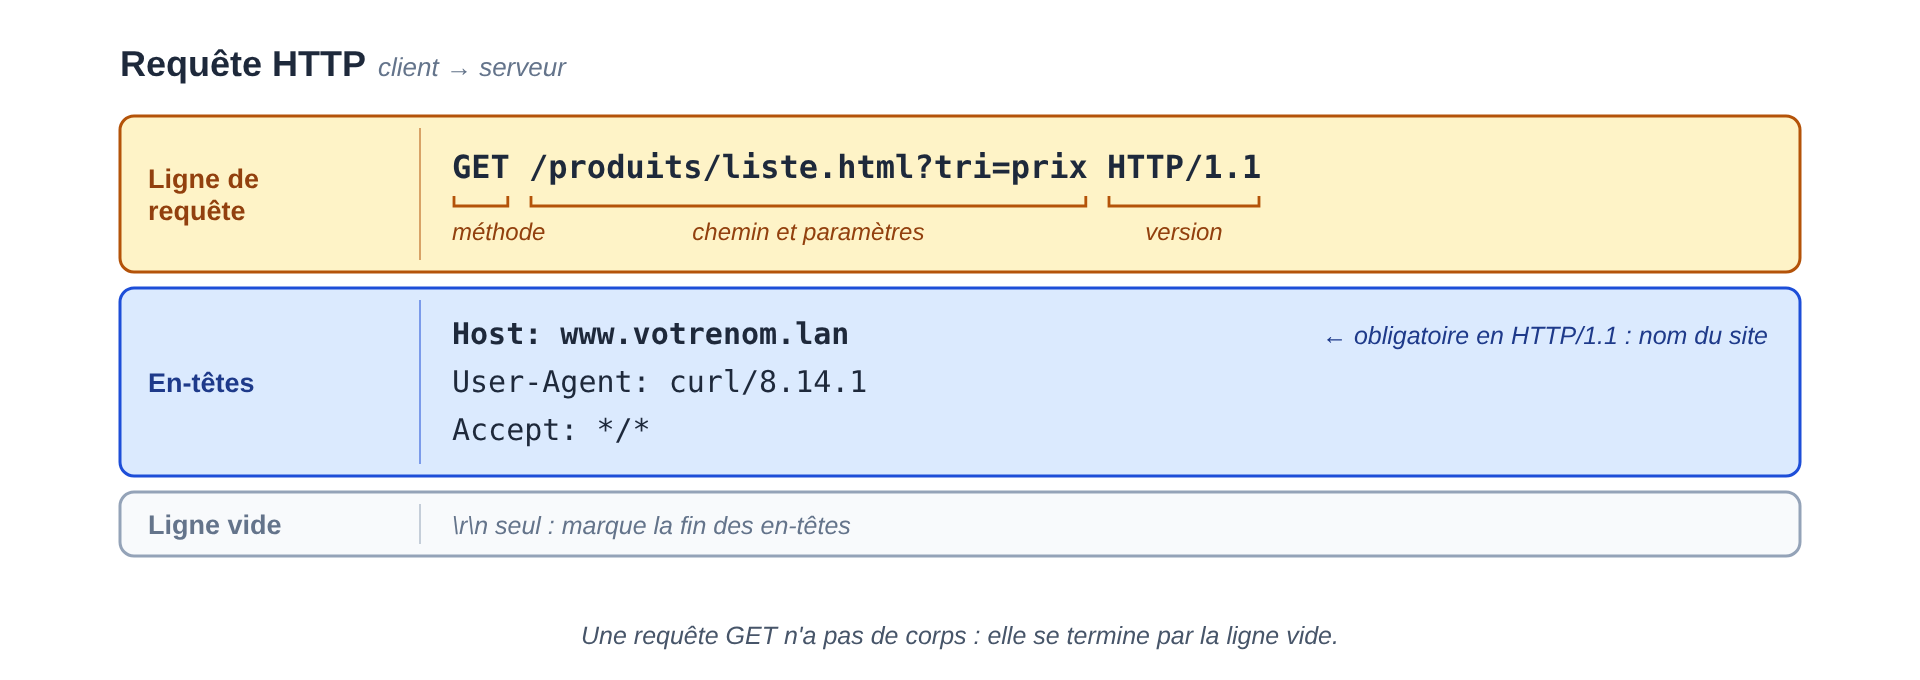 Requête HTTP client → serveur
Ligne de
requête
GET /produits/liste.html?tri=prix HTTP/1.1
méthode chemin et paramètres version
En-têtes
Host: www.votrenom.lan ← obligatoire en HTTP/1.1 : nom du site
User-Agent: curl/8.14.1
Accept: */*
Ligne vide \r\n seul : marque la fin des en-têtes
Une requête GET n'a pas de corps : elle se termine par la ligne vide.